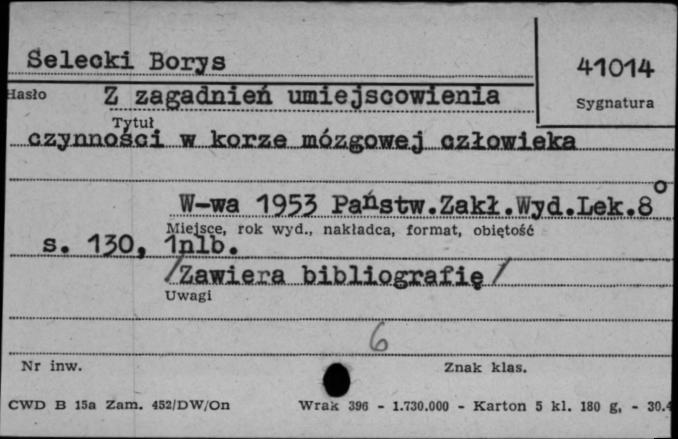 Selecki Borys
41014
Hasło
Z zagadnień umiejscowienia
Sygnatura
Tytuł
czynności w korze mózgowej człowieka
W-wa 1953 Państw.Zakł.Wyd.Lek.8°
Miejsce, rok wyd., nakładca, format, objętość
s. 130, 1nlb.
/Zawiera bibliografię/
Uwagi
6
Nr inw.
Znak klas.
CWD B 15a Zam. 452/DW/On
Wrak 396 - 1.730.000 - Karton 5 kl. 180 g, - 30.4